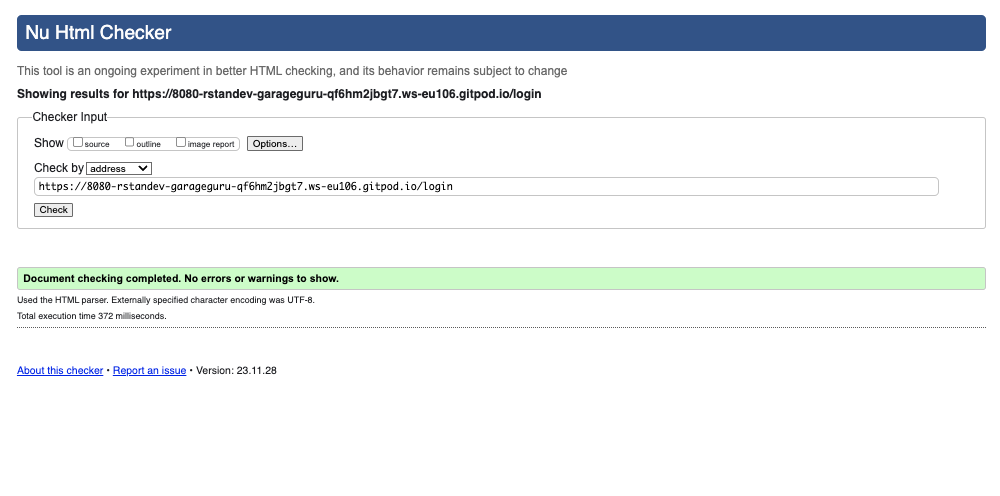 Nu Html Checker
This tool is an ongoing experiment in better HTML checking, and its behavior remains subject to change
Showing results for https://8080-rstandev-garageguru-qf6hm2jbgt7.ws-eu106.gitpod.io/login
Checker Input
Show source outline image report Options...
Check by address
https://8080-rstandev-garageguru-qf6hm2jbgt7.ws-eu106.gitpod.io/login
Check
Document checking completed. No errors or warnings to show.
Used the HTML parser. Externally specified character encoding was UTF-8.
Total execution time 372 milliseconds.
About this checker • Report an issue • Version: 23.11.28